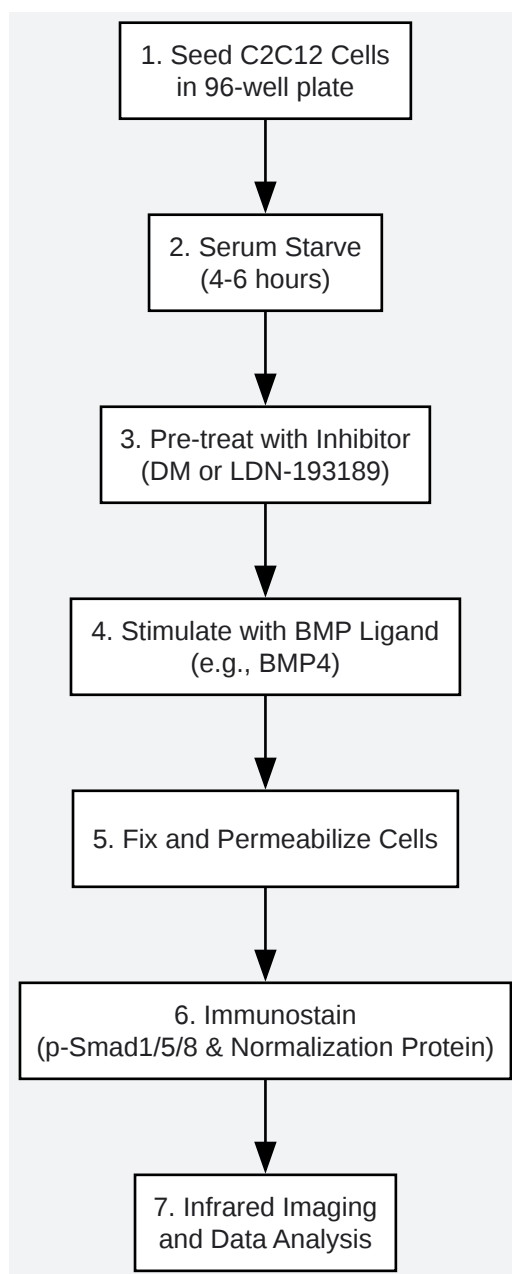 1. Seed C2C12 Cells
in 96-well plate
2. Serum Starve
(4-6 hours)
3. Pre-treat with Inhibitor
(DM or LDN-193189)
4. Stimulate with BMP Ligand
(e.g., BMP4)
5. Fix and Permeabilize Cells
6. Immunostain
(p-Smad1/5/8 & Normalization Protein)
7. Infrared Imaging
and Data Analysis